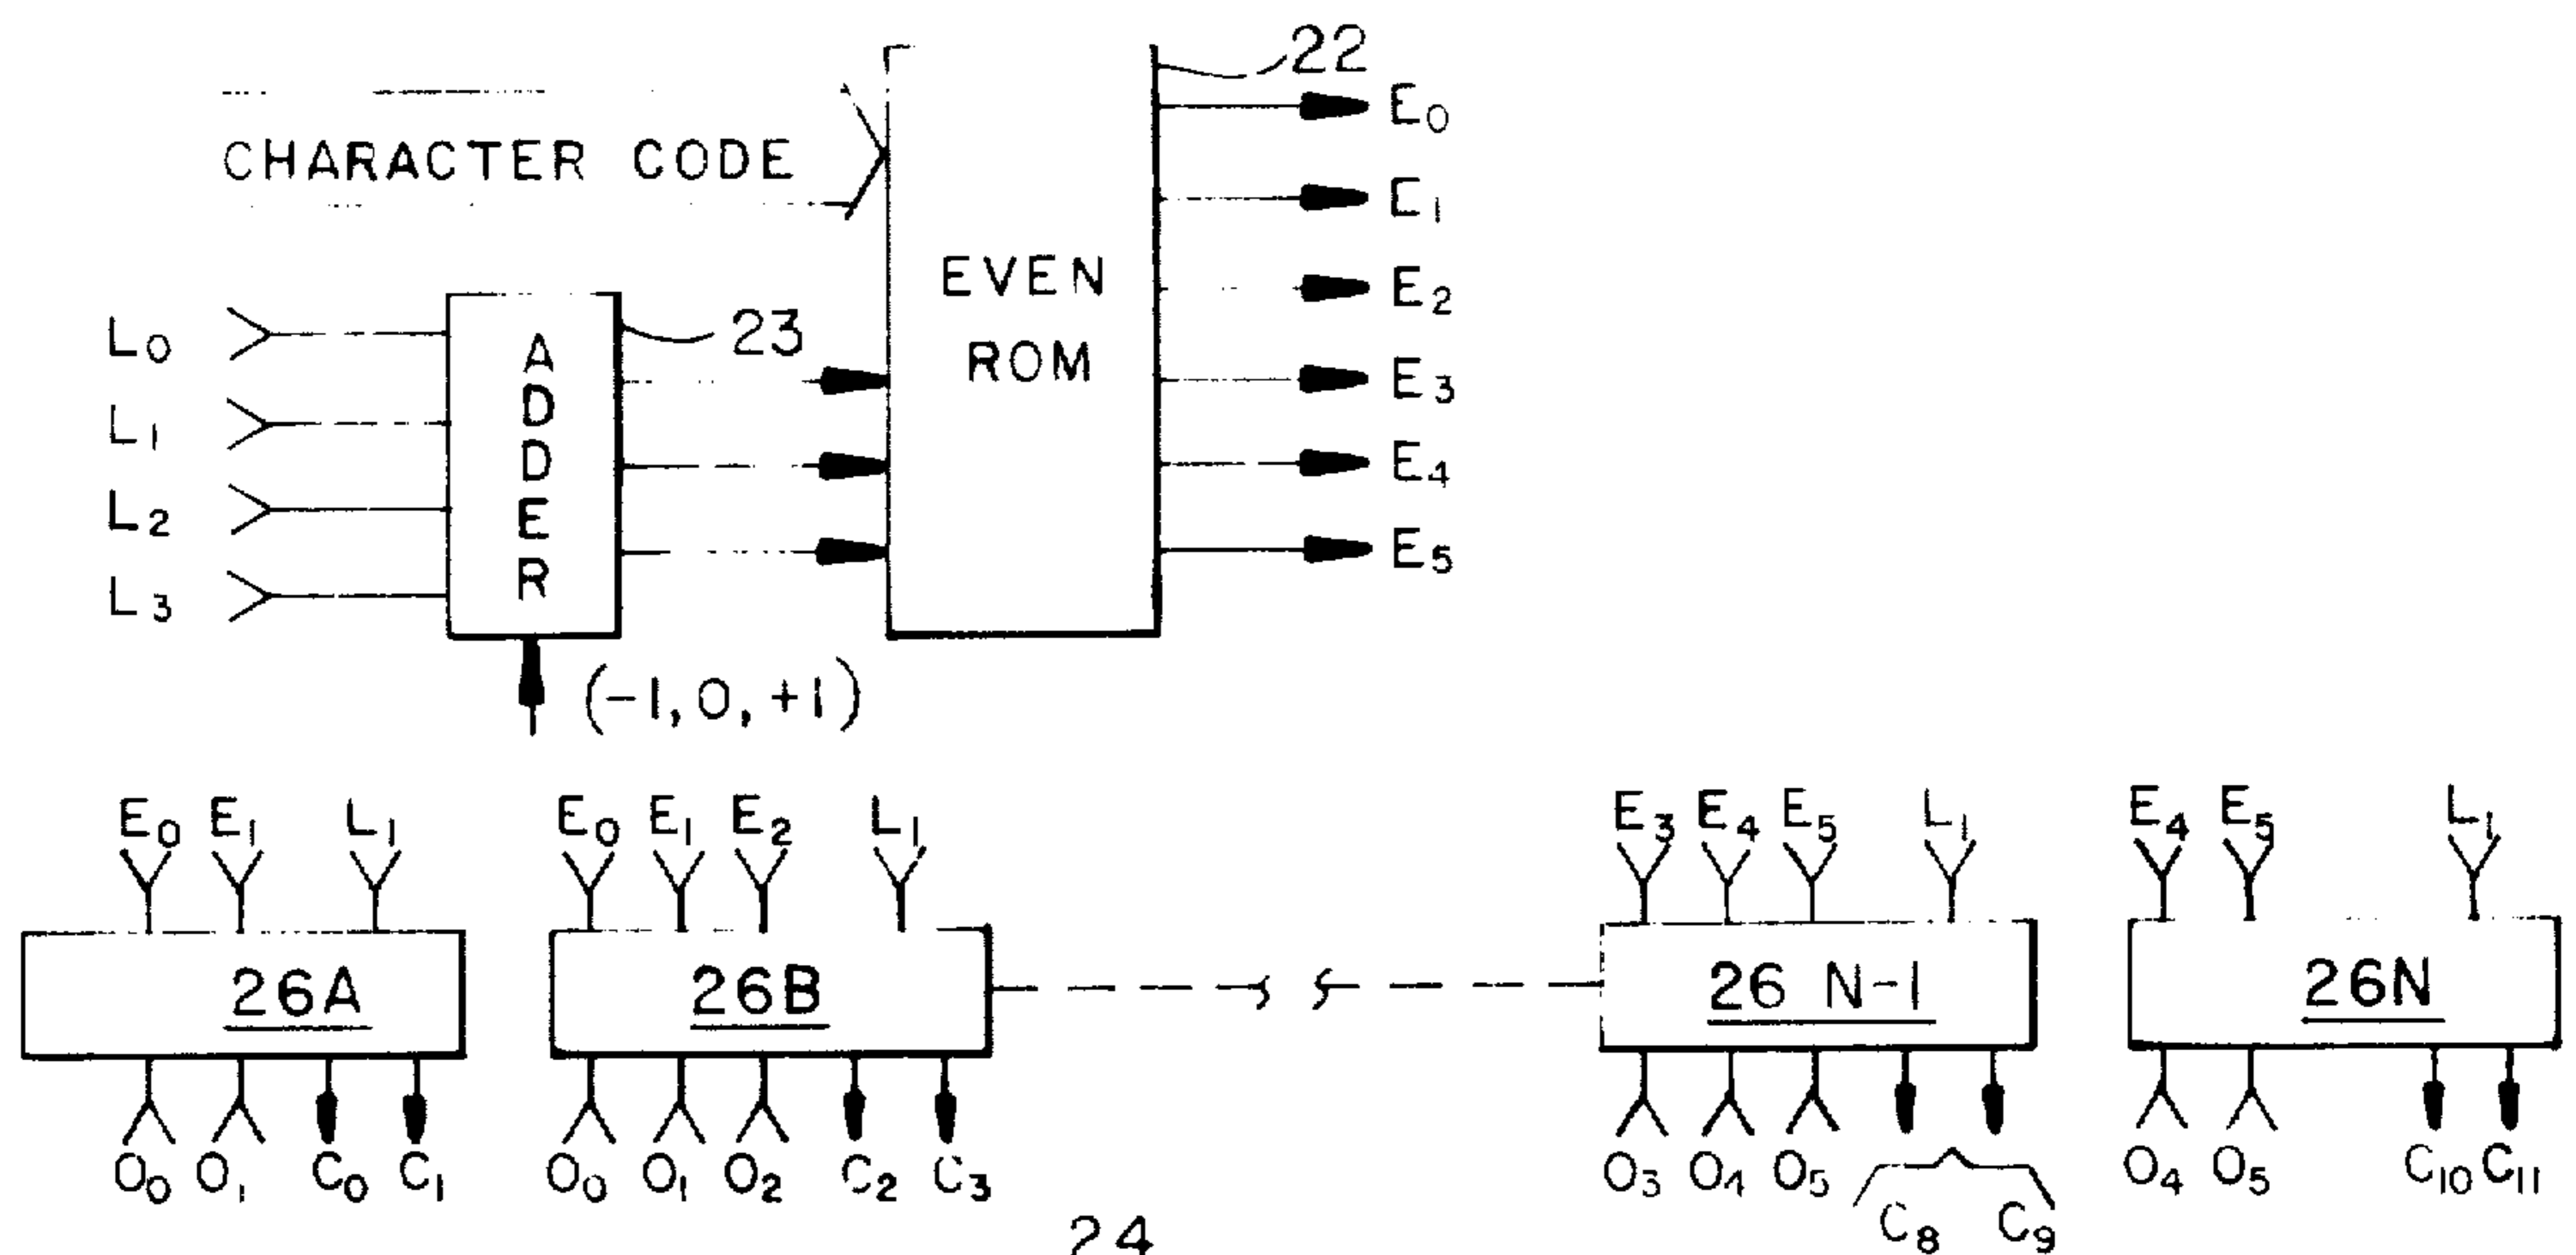 22
E0
CHARACTER CODE
E1
EVEN
ROM
E2
L0
ADDER
23
E3
L1
E4
L2
E5
L3
(-1, 0, +1)
E0 E1 L1
E0 E1 E2 L1
E3 E4 E5 L1
E4 E5 L1
26A
26B
26 N-1
26N
O0 O1 C0 C1
O0 O1 O2 C2 C3
O3 O4 O5
C8 C9
O4 O5 C10 C11
24